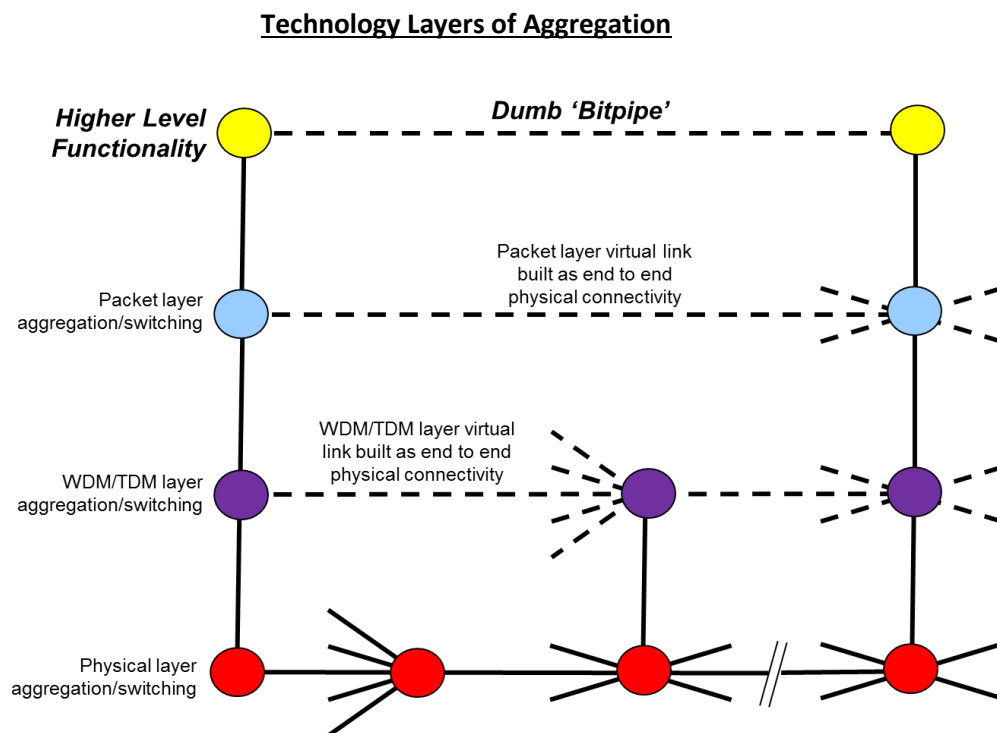 Technology Layers of Aggregation
Higher Level
Functionality
Dumb ‘Bitpipe’
Packet layer virtual link
built as end to end
physical connectivity
Packet layer
aggregation/switching
WDM/TDM layer virtual
link built as end to end
physical connectivity
WDM/TDM layer
aggregation/switching
Physical layer
aggregation/switching